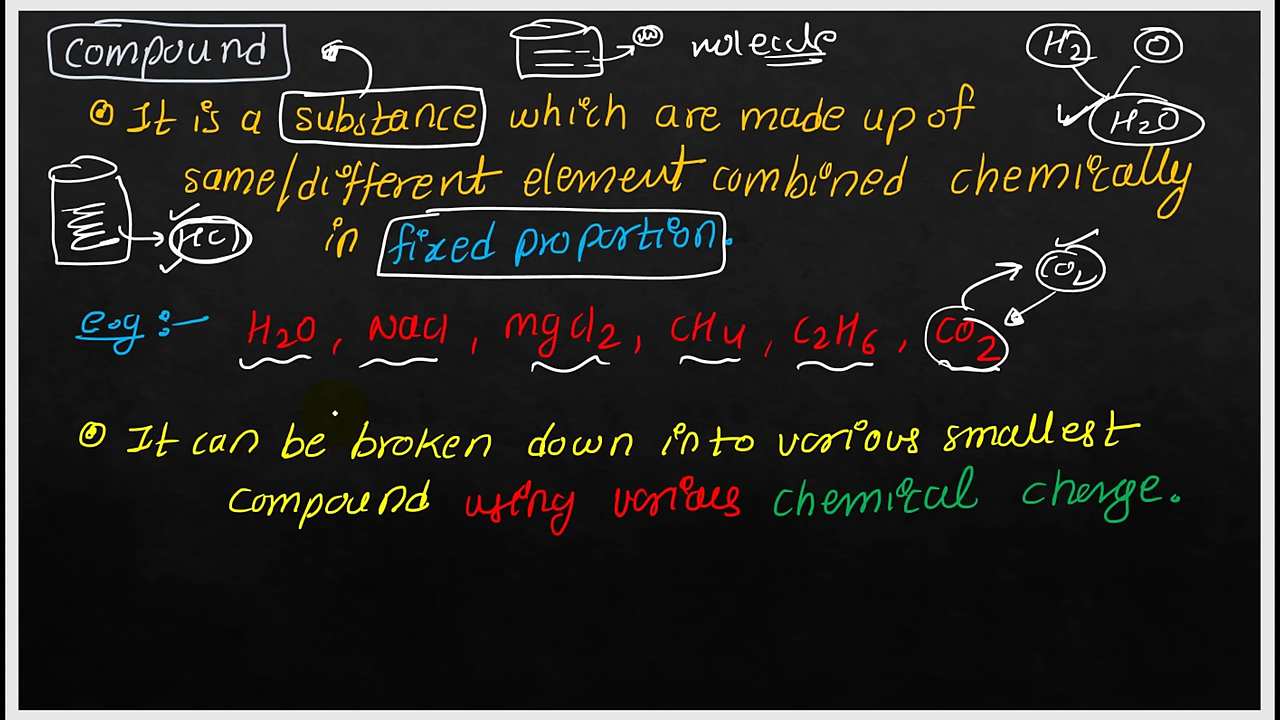 compound
molecule
H2 O
H2O
It is a substance which are made up of
same/different element combined chemically
HCl
in fixed proportion.
CO2
e.g :- H2O, NaCl, mgCl2, CH4, C2H6, CO2
It can be broken down into various smallest
compound using various chemical change.